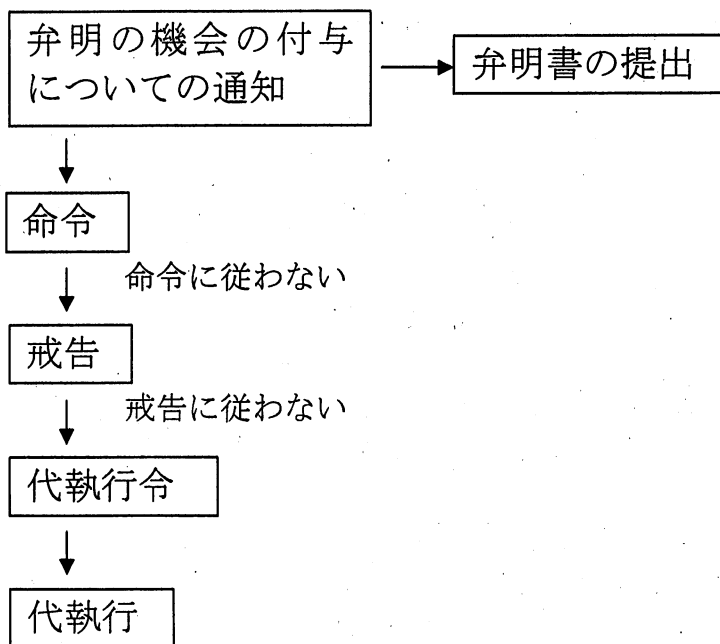 弁明の機会の付与
についての通知
弁明書の提出
命令
命令に従わない
戒告
戒告に従わない
代執行令
代執行